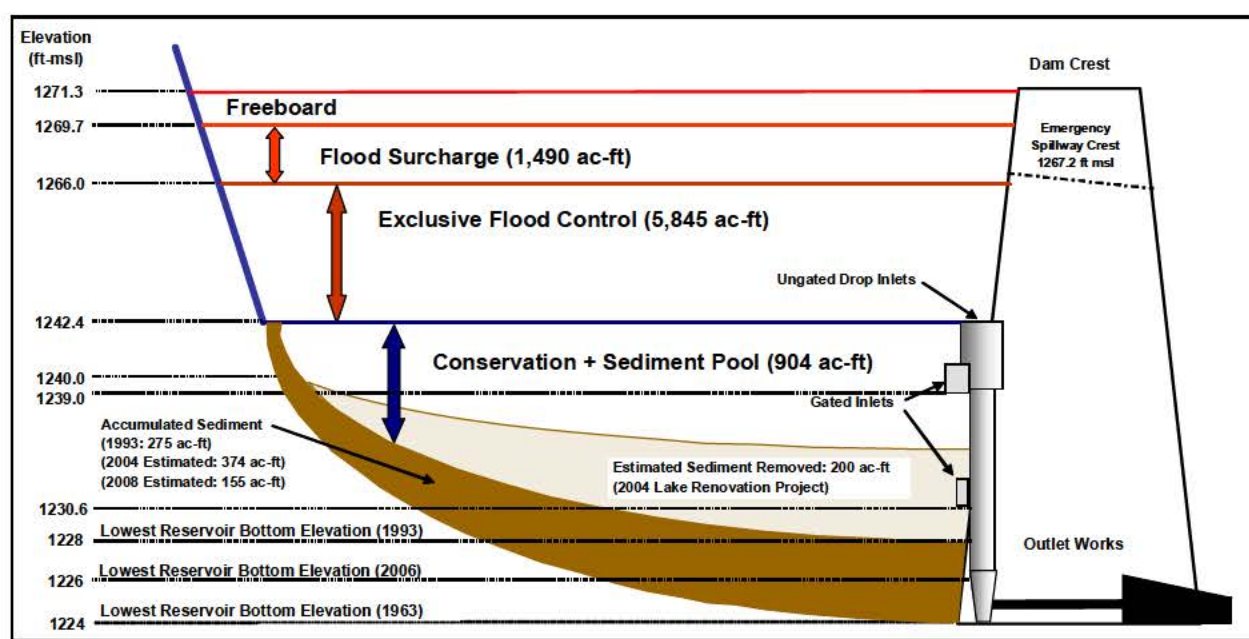 Elevation
(ft-msl)
Dam Crest
1271.3
Freeboard
1269.7
Emergency
Spillway Crest
1267.2 ft msl
Flood Surcharge (1,490 ac-ft)
1266.0
Exclusive Flood Control (5,845 ac-ft)
Ungated Drop Inlets
1242.4
Conservation + Sediment Pool (904 ac-ft)
1240.0
1239.0
Gated Inlets
Accumulated Sediment
(1993: 275 ac-ft)
(2004 Estimated: 374 ac-ft)
(2008 Estimated: 155 ac-ft)
Estimated Sediment Removed: 200 ac-ft
(2004 Lake Renovation Project)
1230.6
Lowest Reservoir Bottom Elevation (1993)
1228
Outlet Works
Lowest Reservoir Bottom Elevation (2006)
1226
Lowest Reservoir Bottom Elevation (1963)
1224